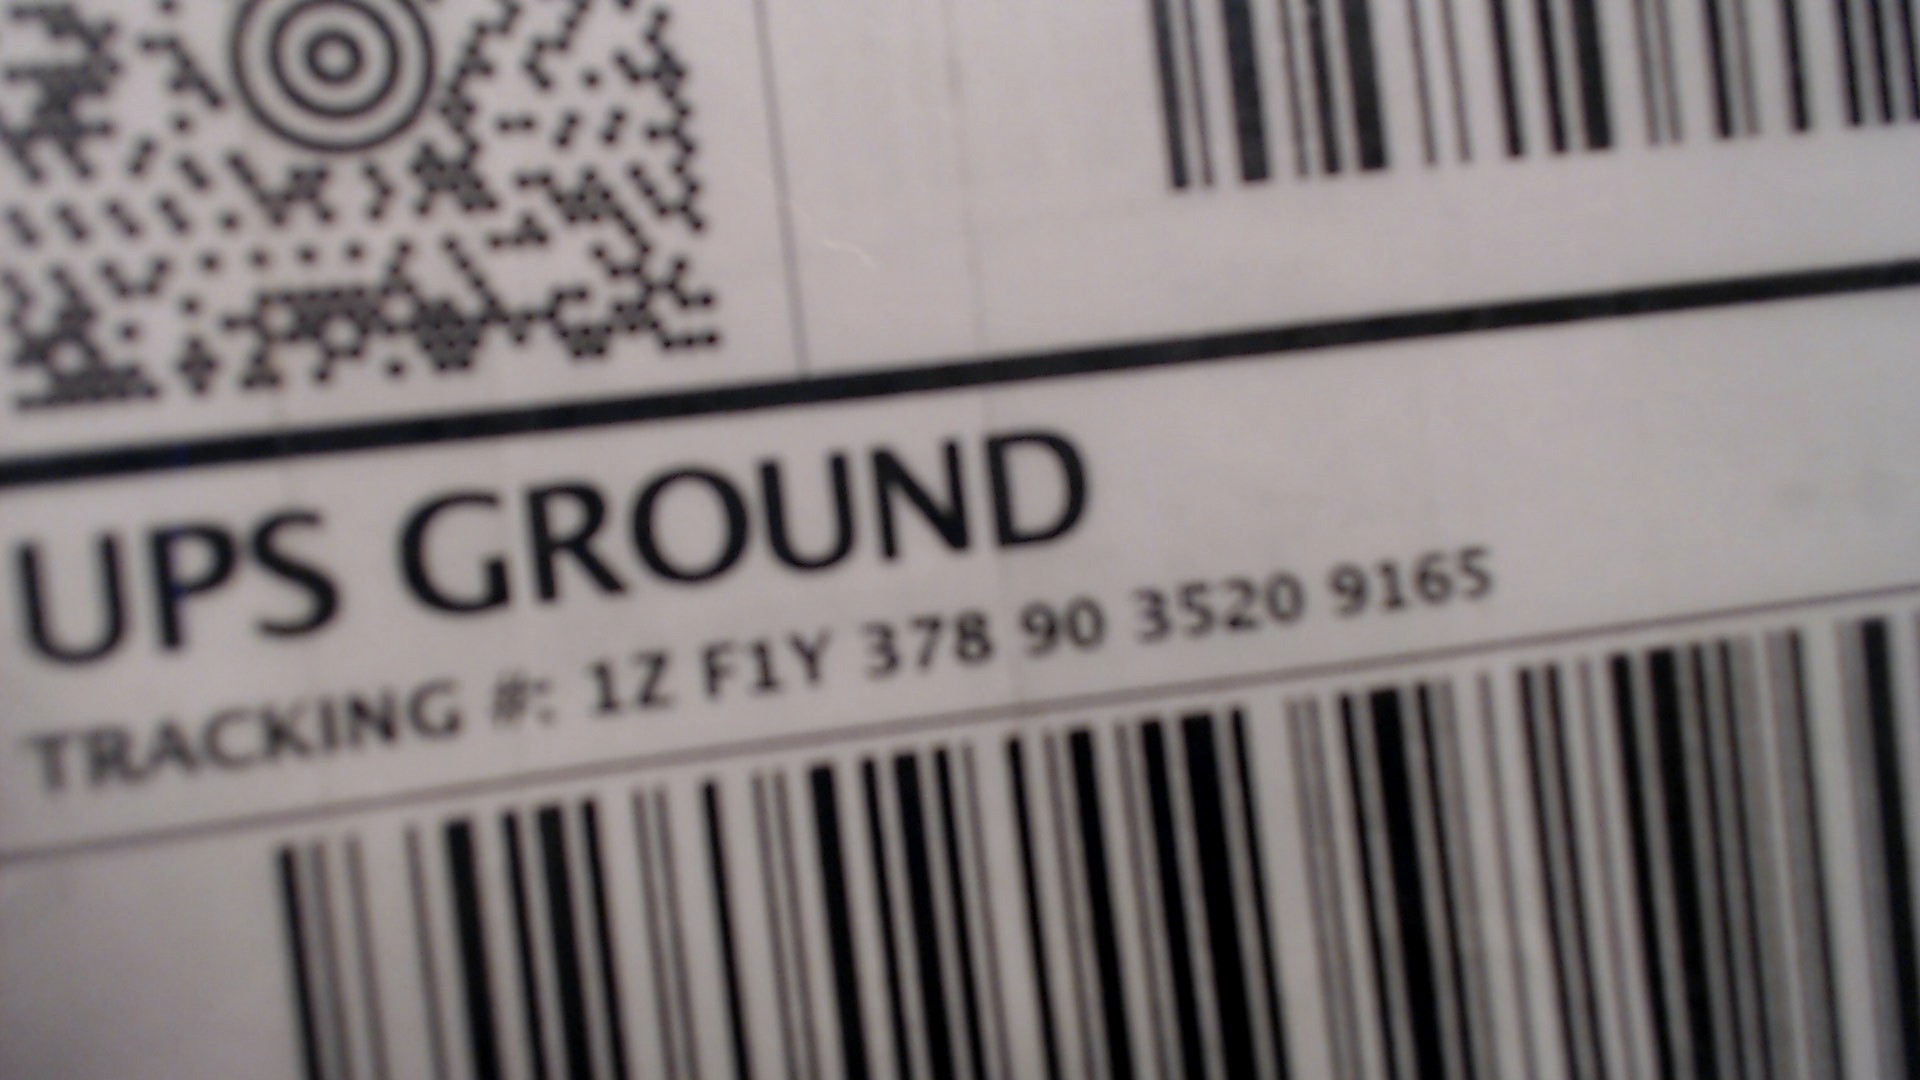 UPS GROUND
TRACKING #: 1Z F1Y 378 90 3520 9165